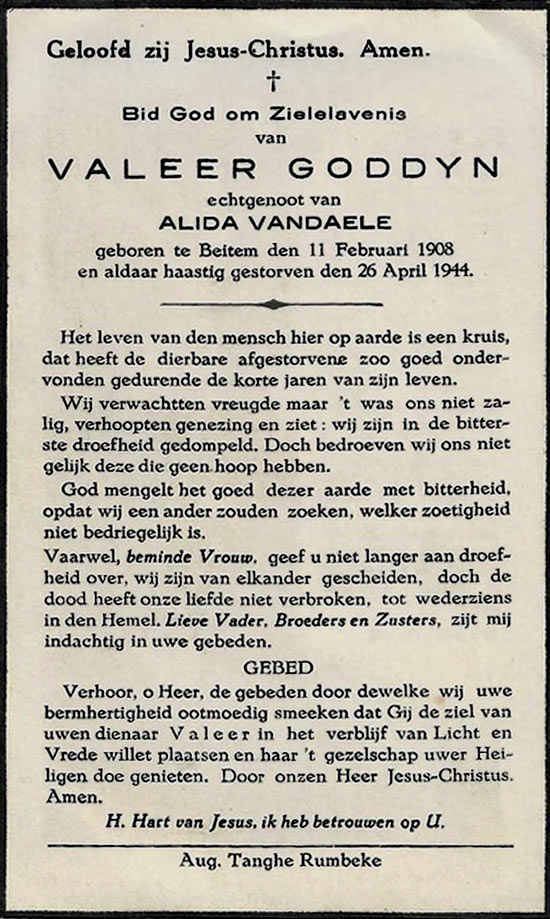 Geloofd zij Jesus-Christus. Amen.
†
Bid God om Zielelavenis
van
VALEER GODDYN
echtgenoot van
ALIDA VANDAELE
geboren te Beitem den 11 Februari 1908
en aldaar haastig gestorven den 26 April 1944.
Het leven van den mensch hier op aarde is een kruis,
dat heeft de dierbare afgestorvene zoo goed onder-
vonden gedurende de korte jaren van zijn leven.
Wij verwachtten vreugde maar 't was ons niet za-
lig, verhoopten genezing en ziet : wij zijn in de bitter-
ste droefheid gedompeld. Doch bedroeven wij ons niet
gelijk deze die geen hoop hebben.
God mengelt het goed dezer aarde met bitterheid,
opdat wij een ander zouden zoeken, welker zoetigheid
niet bedriegelijk is.
Vaarwel, beminde Vrouw, geef u niet langer aan droef-
heid over, wij zijn van elkander gescheiden, doch de
dood heeft onze liefde niet verbroken, tot wederziens
in den Hemel. Lieve Vader, Broeders en Zusters, zijt mij
indachtig in uwe gebeden.
GEBED
Verhoor, o Heer, de gebeden door dewelke wij uwe
bermhertigheid ootmoedig smeeken dat Gij de ziel van
uwen dienaar Valeer in het verblijf van Licht en
Vrede willet plaatsen en haar 't gezelschap uwer Hei-
ligen doe genieten. Door onzen Heer Jesus-Christus.
Amen.
H. Hart van Jesus, ik heb betrouwen op U.
Aug. Tanghe Rumbeke